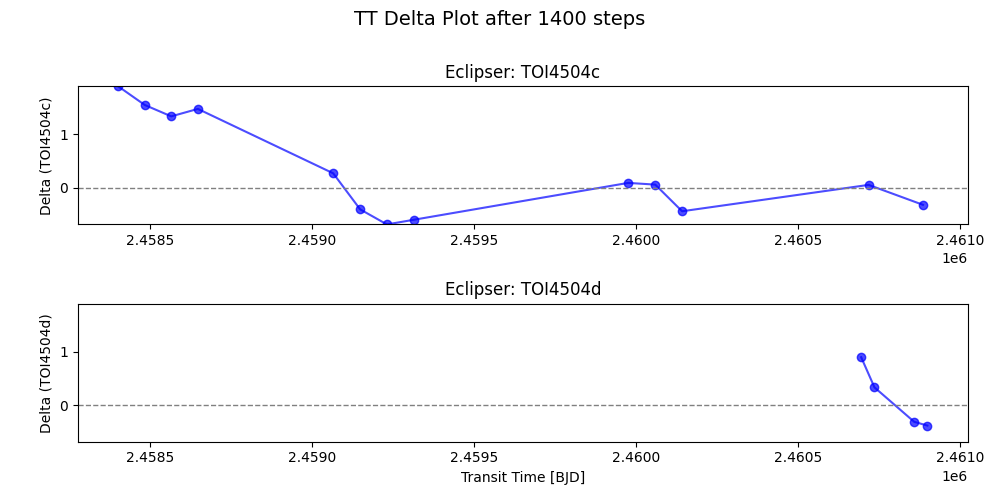 TT Delta Plot after 1400 steps
Eclipser: TOI4504c
Delta (TOI4504c)
1
0
2.4585 2.4590 2.4595 2.4600 2.4605 2.4610
1e6
Eclipser: TOI4504d
Delta (TOI4504d)
1
0
2.4585 2.4590 2.4595 2.4600 2.4605 2.4610
1e6
Transit Time [BJD]